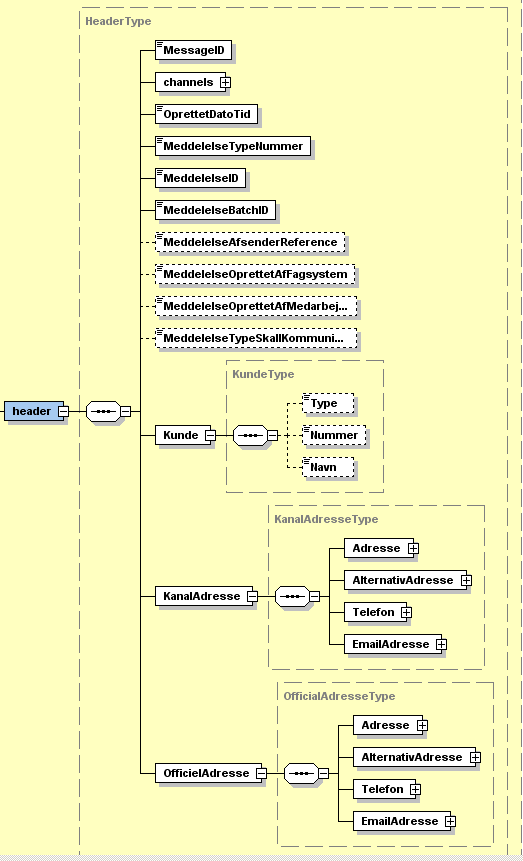 HeaderType
MessageID
channels
OprettetDatoTid
MeddelelseTypeNummer
MeddelelseID
MeddelelseBatchID
MeddelelseAfsenderReference
MeddelelseOprettetAfFagsystem
MeddelelseOprettetAfMedarbej...
MeddelelseTypeSkalIKommuni...
header
Kunde
KundeType
Type
Nummer
Navn
KanalAdresse
KanalAdresseType
Adresse
AlternativAdresse
Telefon
EmailAdresse
OfficielAdresse
OfficialAdresseType
Adresse
AlternativAdresse
Telefon
EmailAdresse